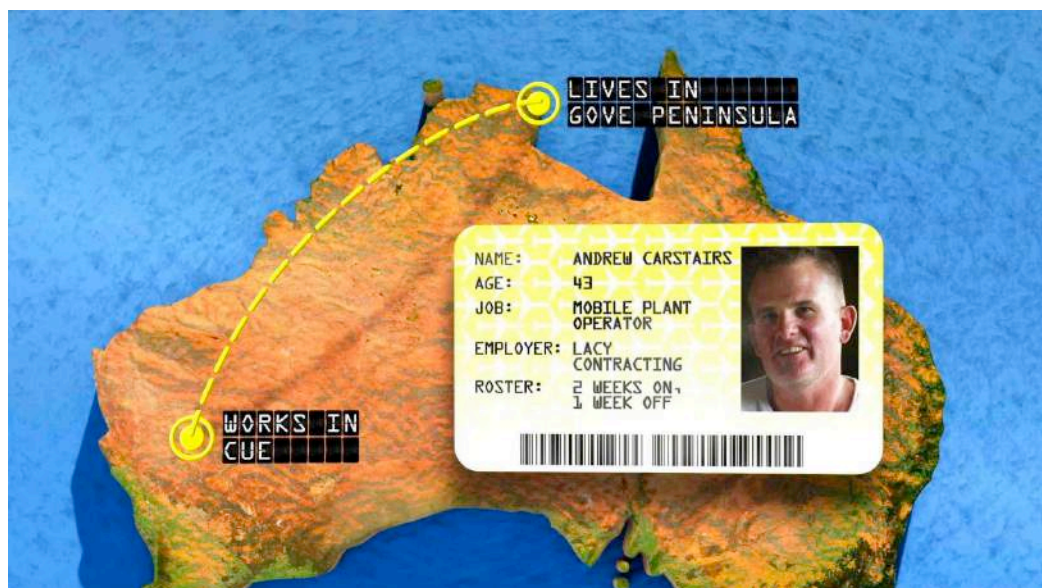 LIVES IN
GOVE PENINSULA
NAME: ANDREW CARSTAIRS
AGE: 43
JOB: MOBILE PLANT
OPERATOR
EMPLOYER: LACY
CONTRACTING
ROSTER: 2 WEEKS ON,
1 WEEK OFF
WORKS IN
CUE